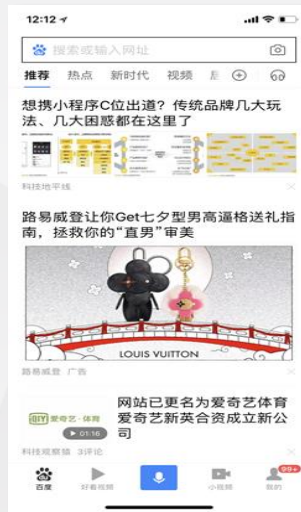 12:12
搜索或输入网址
推荐 热点 新时代 视频
想携小程序C位出道？传统品牌几大玩
法、几大困惑都在这里了
科技地平线
路易威登让你Get七夕型男高逼格送礼指
南，拯救你的“直男”审美
LOUIS VUITTON
路易威登 广告
网站已更名为爱奇艺体育
爱奇艺新英合资成立新公
司
iQIYI 爱奇艺·体育
01:16
科技观察猿 3评论
百度 好看视频 小视频 我的
99+